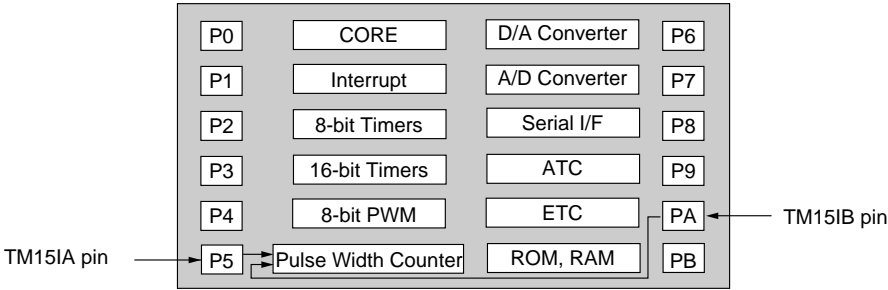 P0 CORE D/A Converter P6
P1 Interrupt A/D Converter P7
P2 8-bit Timers Serial I/F P8
P3 16-bit Timers ATC P9
P4 8-bit PWM ETC PA TM15IB pin
TM15IA pin P5 Pulse Width Counter ROM, RAM PB